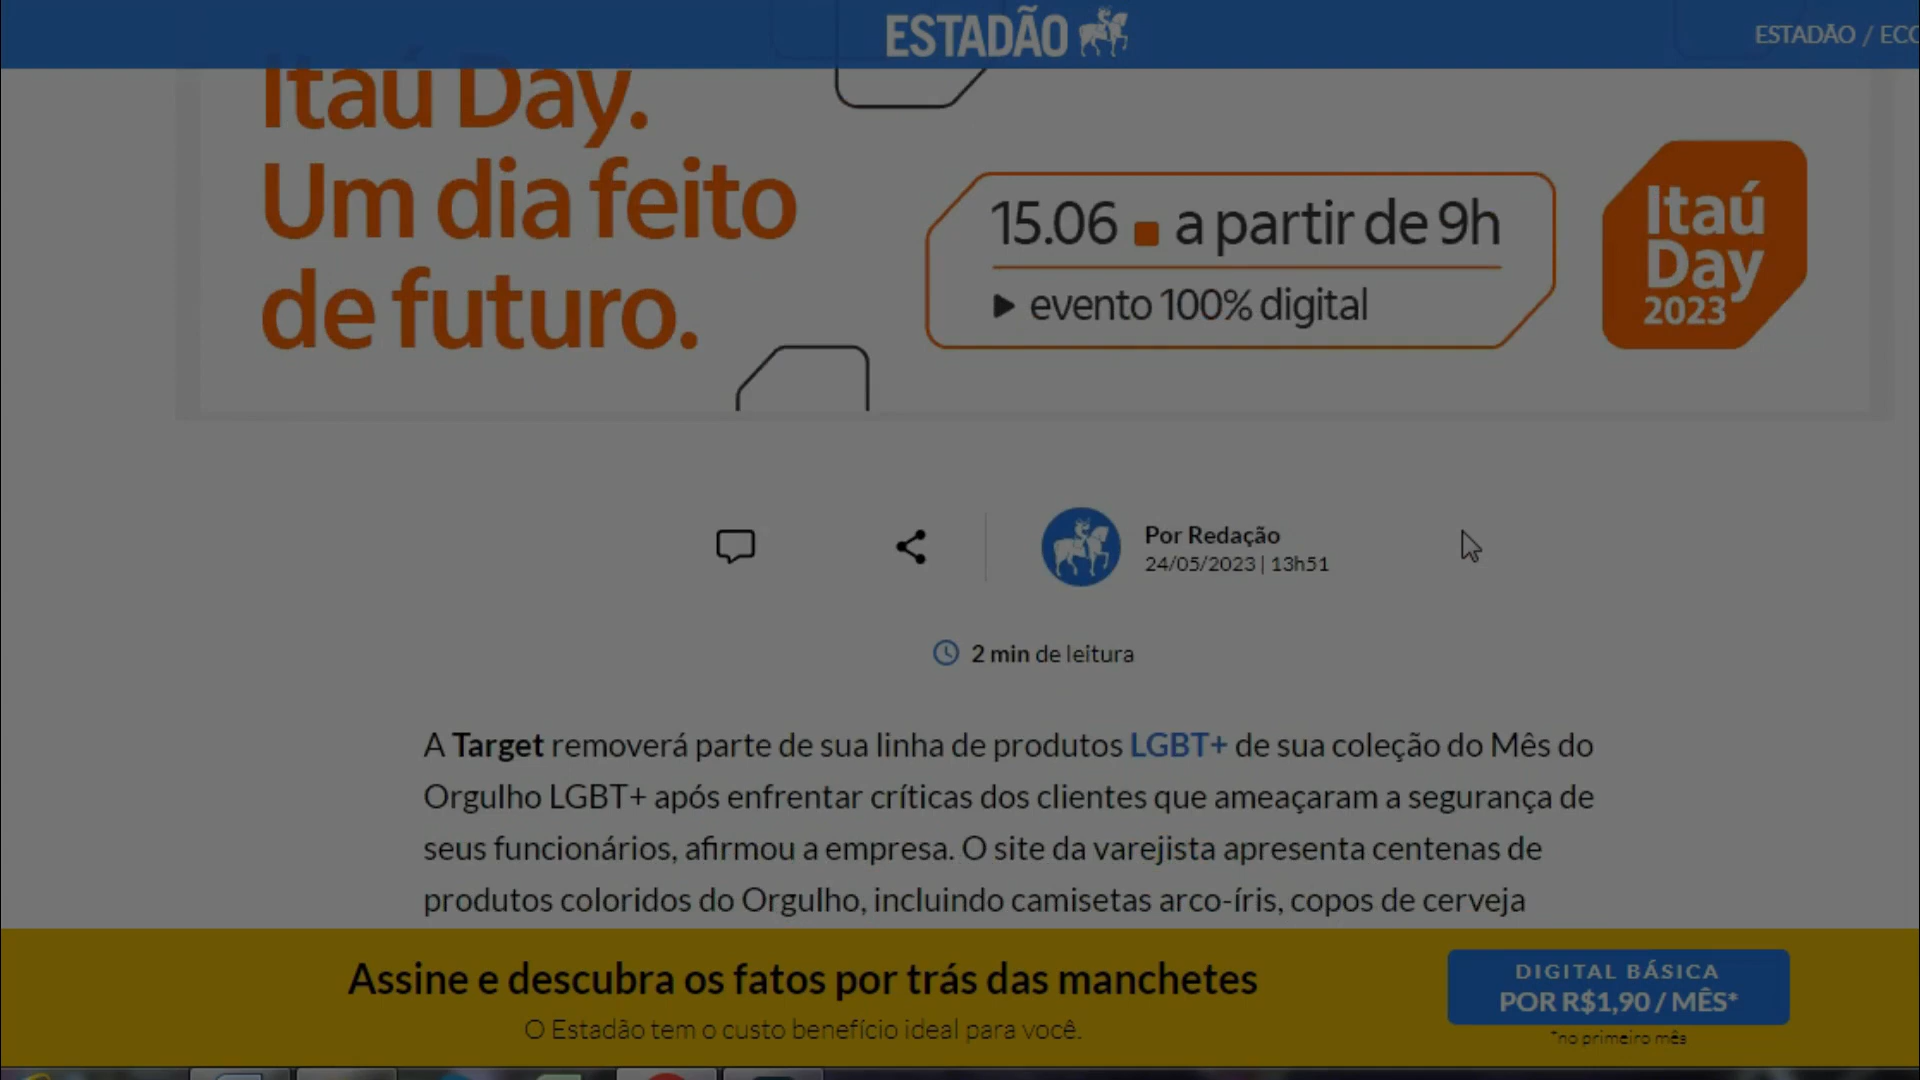 ESTADÃO
ESTADÃO / ECO
Itaú Day.
Um dia feito
de futuro.
15.06 ■ a partir de 9h
▶ evento 100% digital
Itaú
Day
2023
Por Redação
24/05/2023 | 13h51
2 min de leitura
A Target removerá parte de sua linha de produtos LGBT+ de sua coleção do Mês do
Orgulho LGBT+ após enfrentar críticas dos clientes que ameaçaram a segurança de
seus funcionários, afirmou a empresa. O site da varejista apresenta centenas de
produtos coloridos do Orgulho, incluindo camisetas arco-íris, copos de cerveja
Assine e descubra os fatos por trás das manchetes
O Estadão tem o custo benefício ideal para você.
DIGITAL BÁSICA
POR R$1,90 / MÊS*
*no primeiro mês